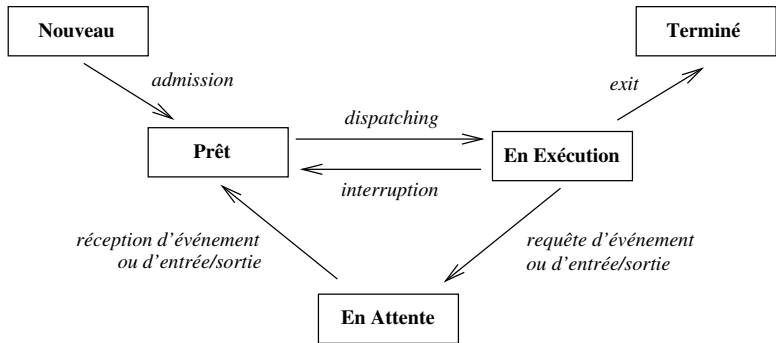 Nouveau
Terminé
admission
exit
dispatching
Prêt
En Exécution
interruption
réception d'événement
ou d'entrée/sortie
requête d'événement
ou d'entrée/sortie
En Attente